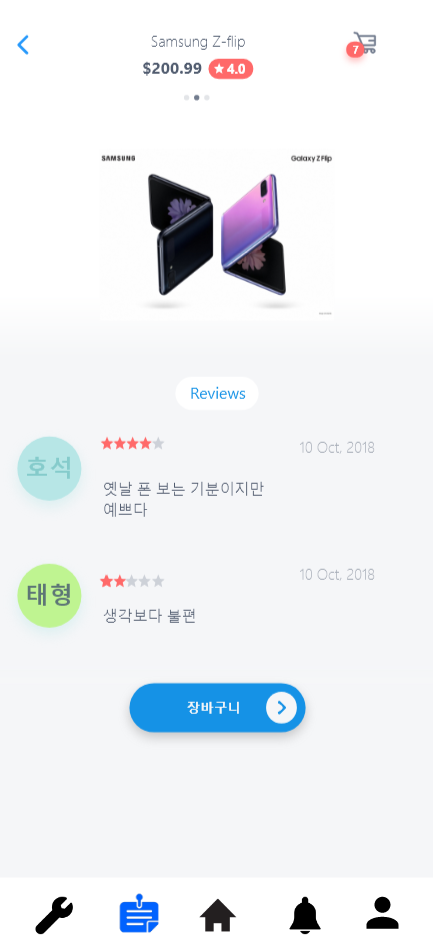 Samsung Z-flip
7
$200.99 4.0
SAMSUNG Galaxy Z Flip
Reviews
호석
10 Oct, 2018
옛날 폰 보는 기분이지만
예쁘다
태형
10 Oct, 2018
생각보다 불편
장바구니